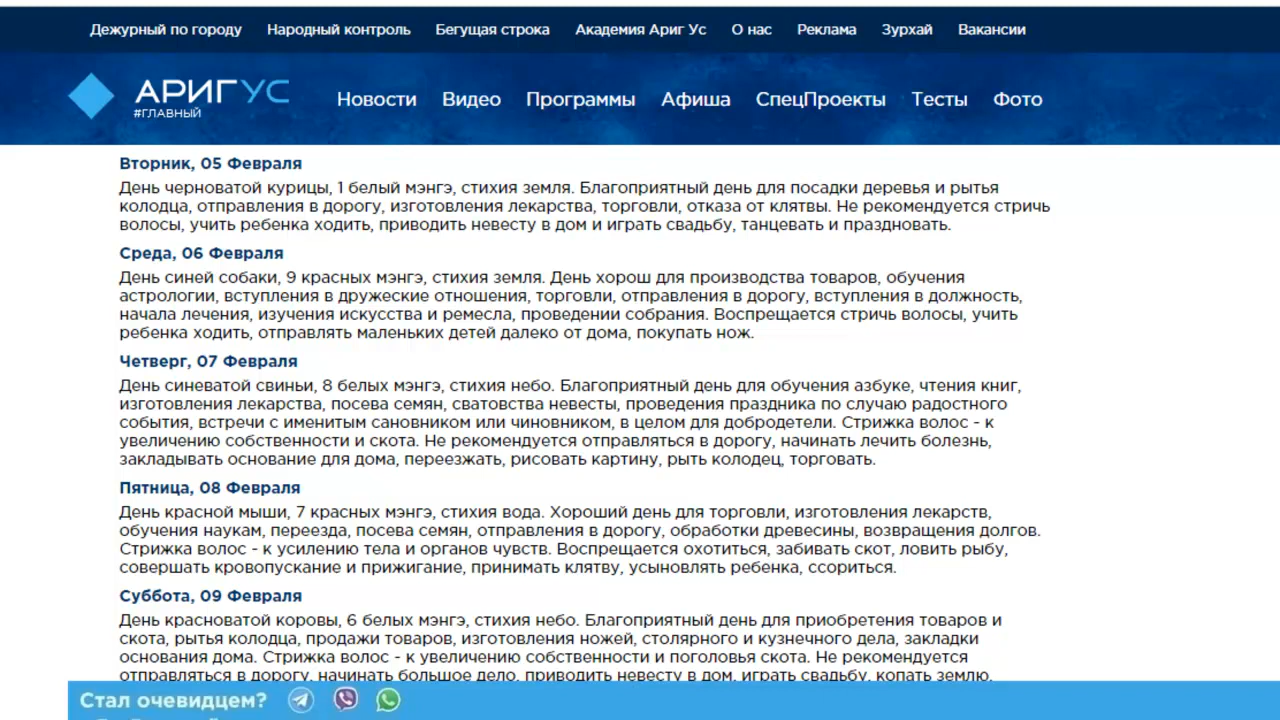 Дежурный по городу Народный контроль Бегущая строка Академия Ариг Ус О нас Реклама Зурхай Вакансии
АРИГУС
#ГЛАВНЫЙ
Новости Видео Программы Афиша СпецПроекты Тесты Фото
Вторник, 05 Февраля
День черноватой курицы, 1 белый мэнгэ, стихия земля. Благоприятный день для посадки деревья и рытья
колодца, отправления в дорогу, изготовления лекарства, торговли, отказа от клятвы. Не рекомендуется стричь
волосы, учить ребенка ходить, приводить невесту в дом и играть свадьбу, танцевать и праздновать.
Среда, 06 Февраля
День синей собаки, 9 красных мэнгэ, стихия земля. День хорош для производства товаров, обучения
астрологии, вступления в дружеские отношения, торговли, отправления в дорогу, вступления в должность,
начала лечения, изучения искусства и ремесла, проведении собрания. Воспрещается стричь волосы, учить
ребенка ходить, отправлять маленьких детей далеко от дома, покупать нож.
Четверг, 07 Февраля
День синеватой свиньи, 8 белых мэнгэ, стихия небо. Благоприятный день для обучения азбуке, чтения книг,
изготовления лекарства, посева семян, сватовства невесты, проведения праздника по случаю радостного
события, встречи с именитым сановником или чиновником, в целом для добродетели. Стрижка волос - к
увеличению собственности и скота. Не рекомендуется отправляться в дорогу, начинать лечить болезнь,
закладывать основание для дома, переезжать, рисовать картину, рыть колодец, торговать.
Пятница, 08 Февраля
День красной мыши, 7 красных мэнгэ, стихия вода. Хороший день для торговли, изготовления лекарств,
обучения наукам, переезда, посева семян, отправления в дорогу, обработки древесины, возвращения долгов.
Стрижка волос - к усилению тела и органов чувств. Воспрещается охотиться, забивать скот, ловить рыбу,
совершать кровопускание и прижигание, принимать клятву, усыновлять ребенка, ссориться.
Суббота, 09 Февраля
День красноватой коровы, 6 белых мэнгэ, стихия небо. Благоприятный день для приобретения товаров и
скота, рытья колодца, продажи товаров, изготовления ножей, столярного и кузнечного дела, закладки
основания дома. Стрижка волос - к увеличению собственности и поголовья скота. Не рекомендуется
отправляться в дорогу, начинать большое дело, приводить невесту в дом, играть свадьбу, копать землю,
Стал очевидцем?